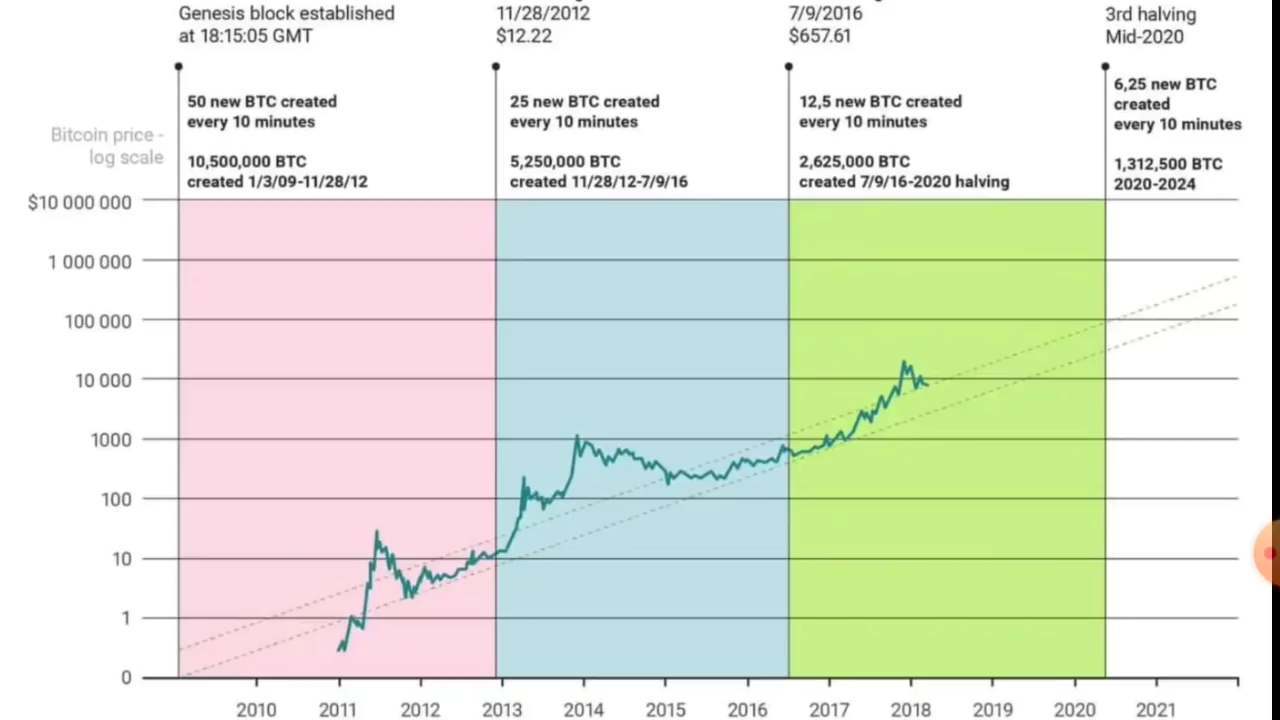 Genesis block established
at 18:15:05 GMT
11/28/2012
$12.22
7/9/2016
$657.61
3rd halving
Mid-2020
50 new BTC created
every 10 minutes
10,500,000 BTC
created 1/3/09-11/28/12
25 new BTC created
every 10 minutes
5,250,000 BTC
created 11/28/12-7/9/16
12,5 new BTC created
every 10 minutes
2,625,000 BTC
created 7/9/16-2020 halving
6,25 new BTC
created
every 10 minutes
1,312,500 BTC
2020-2024
Bitcoin price -
log scale
$10 000 000
1 000 000
100 000
10 000
1000
100
10
1
0
2010 2011 2012 2013 2014 2015 2016 2017 2018 2019 2020 2021